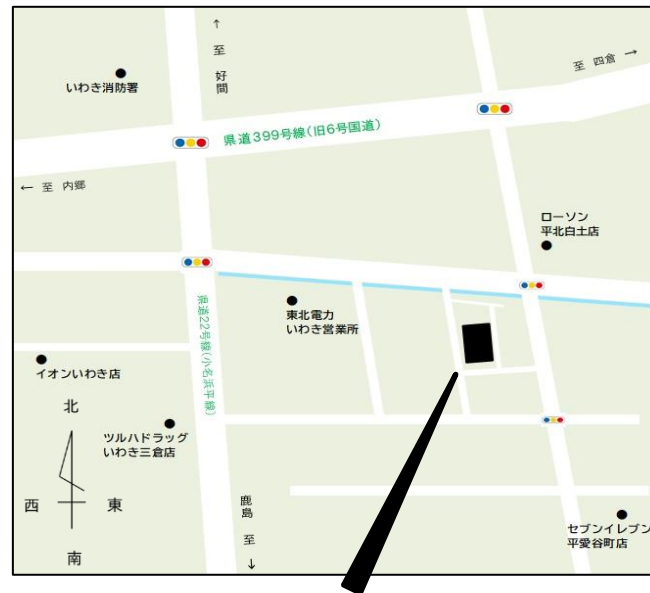 ↑
至
好
間
至 四倉 →
いわき消防署
県道399号線(旧6号国道)
← 至 内郷
ローソン
平北白土店
東北電力
いわき営業所
県道22号線(小名浜平線)
イオンいわき店
北
西
東
南
ツルハドラッグ
いわき三倉店
鹿島
至
↓
セブンイレブン
平愛谷町店